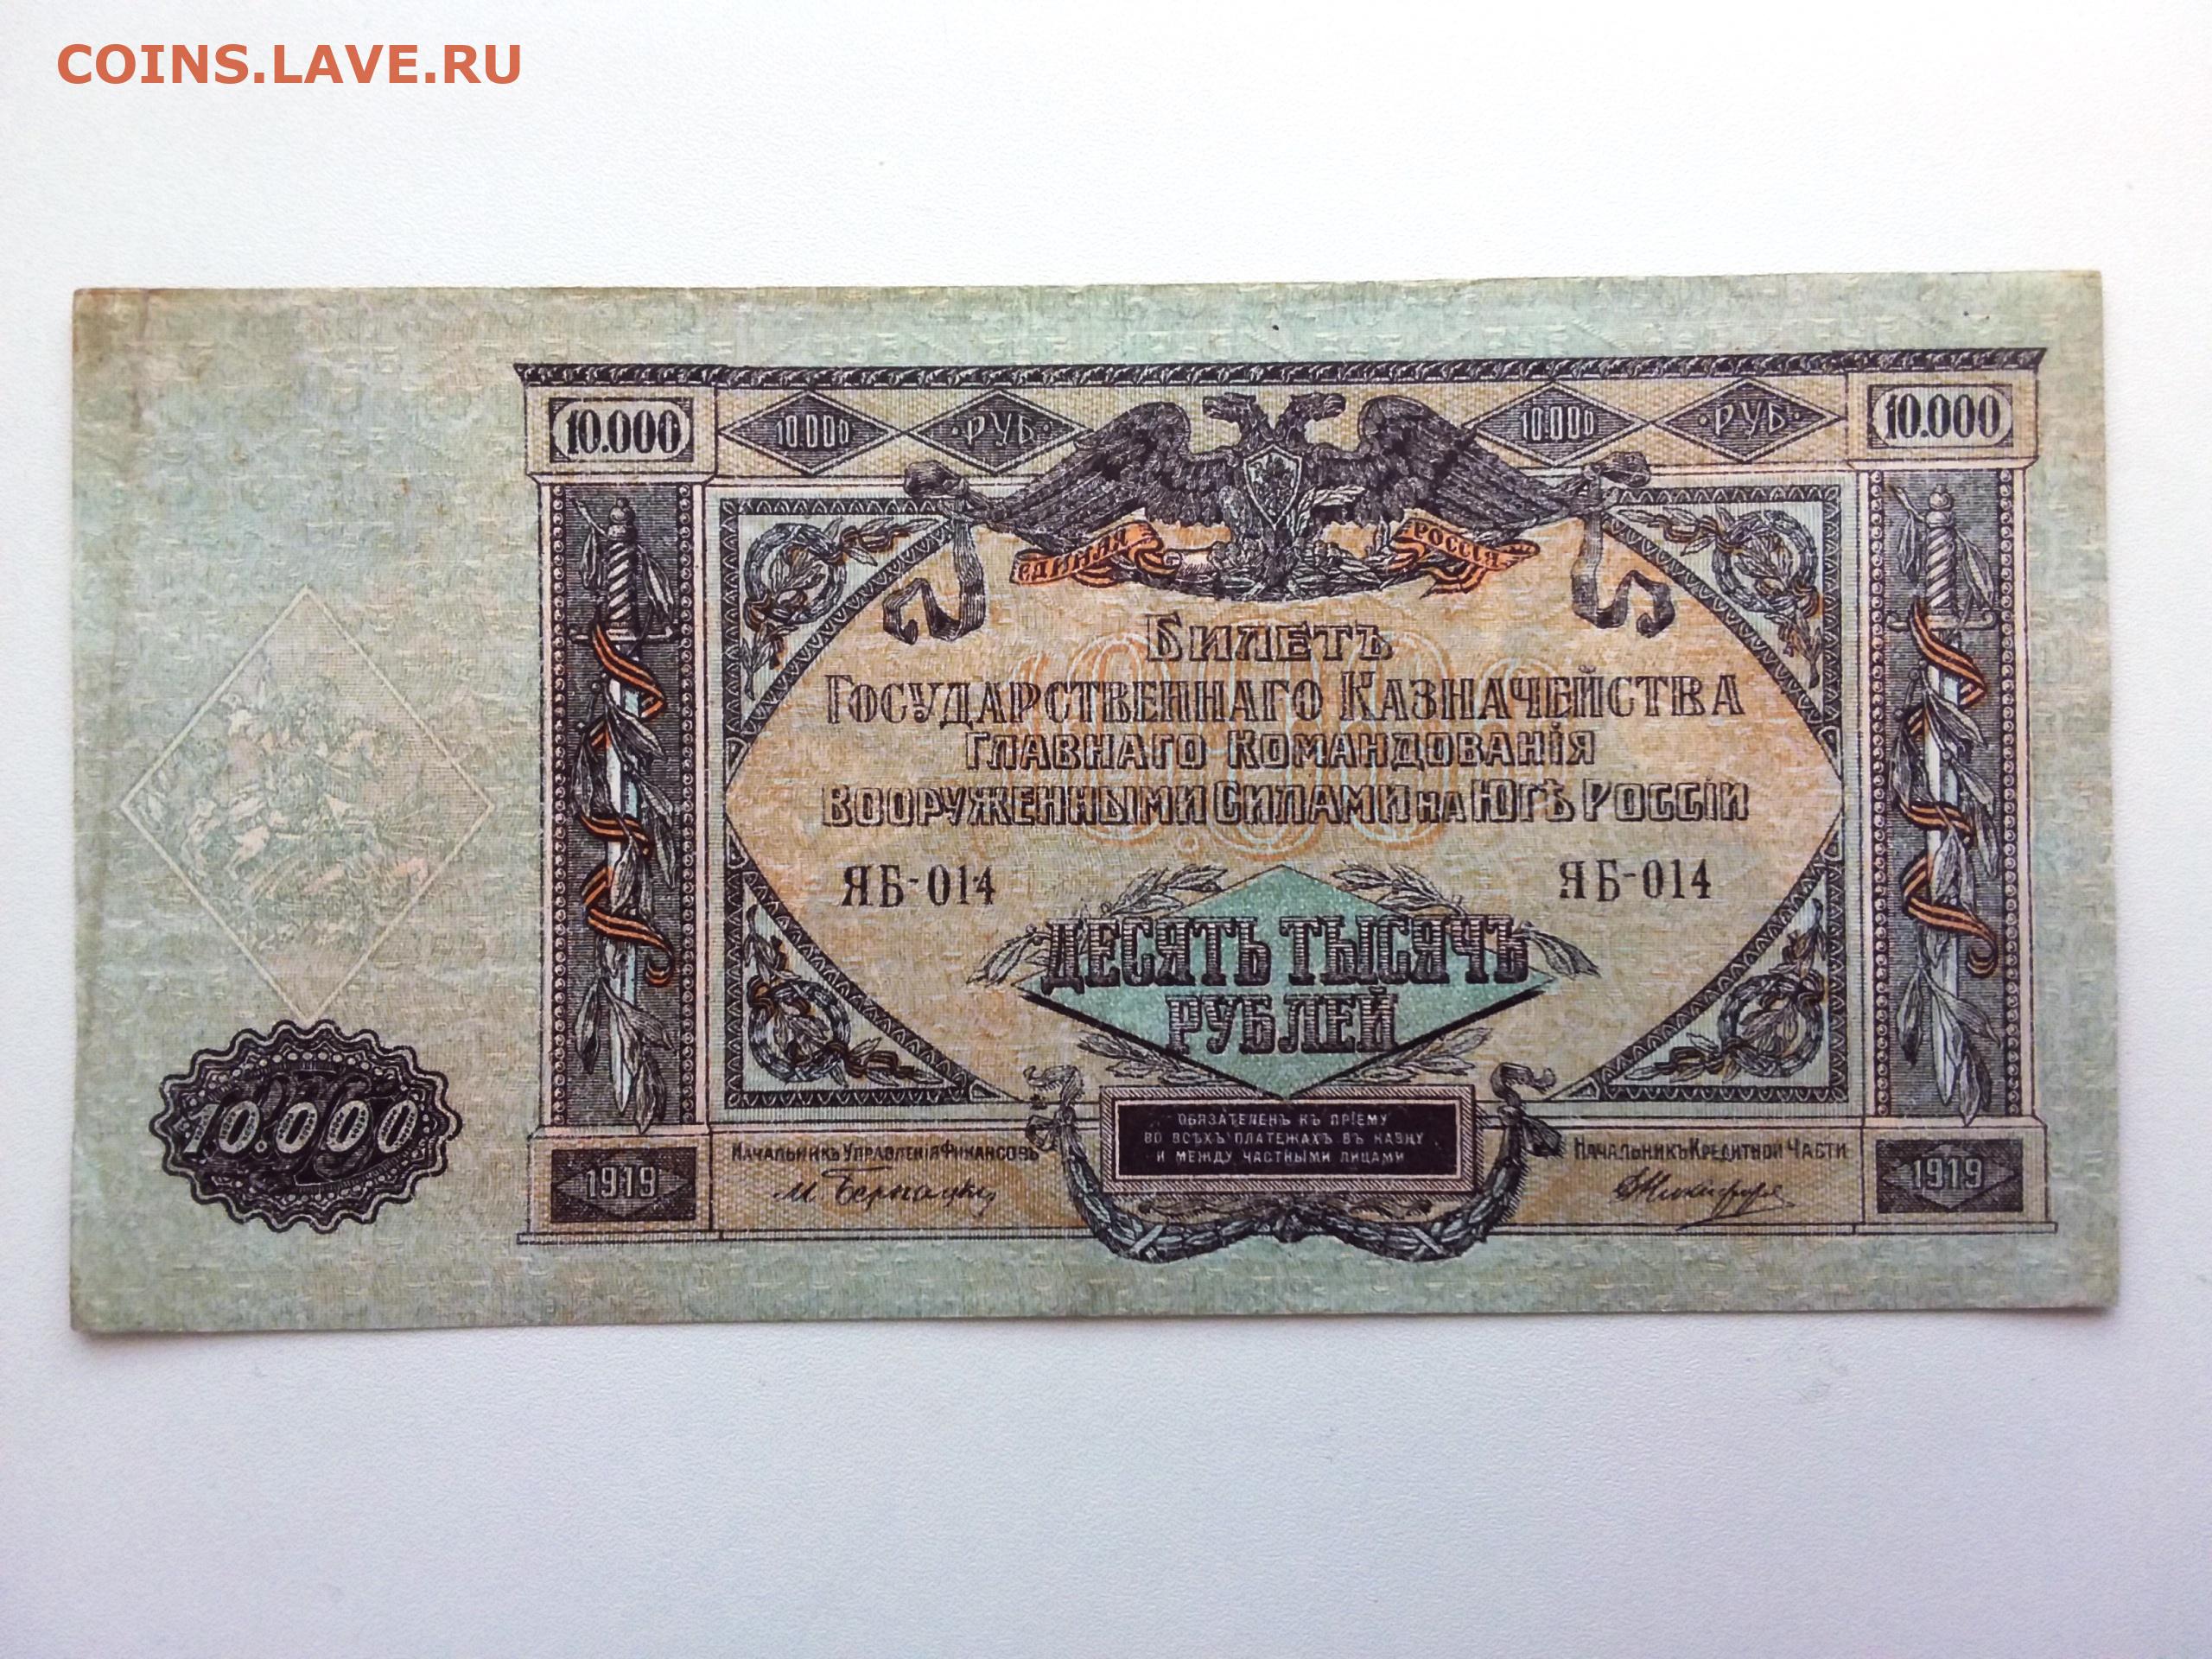 COINS.LAVE.RU
10.000 10.000 РУБ 10.000 РУБ 10.000
ЕДИНАЯ РОССІЯ
БИЛЕТЪ
ГОСУДАРСТВЕННАГО КАЗНАЧЕЙСТВА
ГЛАВНАГО КОМАНДОВАНІЯ
ВООРУЖЕННЫМИ СИЛАМИ НА ЮГѢ РОССІИ
ЯБ-014 ЯБ-014
ДЕСЯТЬ ТЫСЯЧЪ
РУБЛЕЙ
10.000
ОБЯЗАТЕЛЕНЪ КЪ ПРІЕМУ
ВО ВСѢХЪ ПЛАТЕЖАХЪ ВЪ КАЗНУ
И МЕЖДУ ЧАСТНЫМИ ЛИЦАМИ
НАЧАЛЬНИКЪ УПРАВЛЕНІЯ ФИНАНСОВЪ НАЧАЛЬНИКЪ КРЕДИТНОЙ ЧАСТИ
1919 М Бернацкій 1919